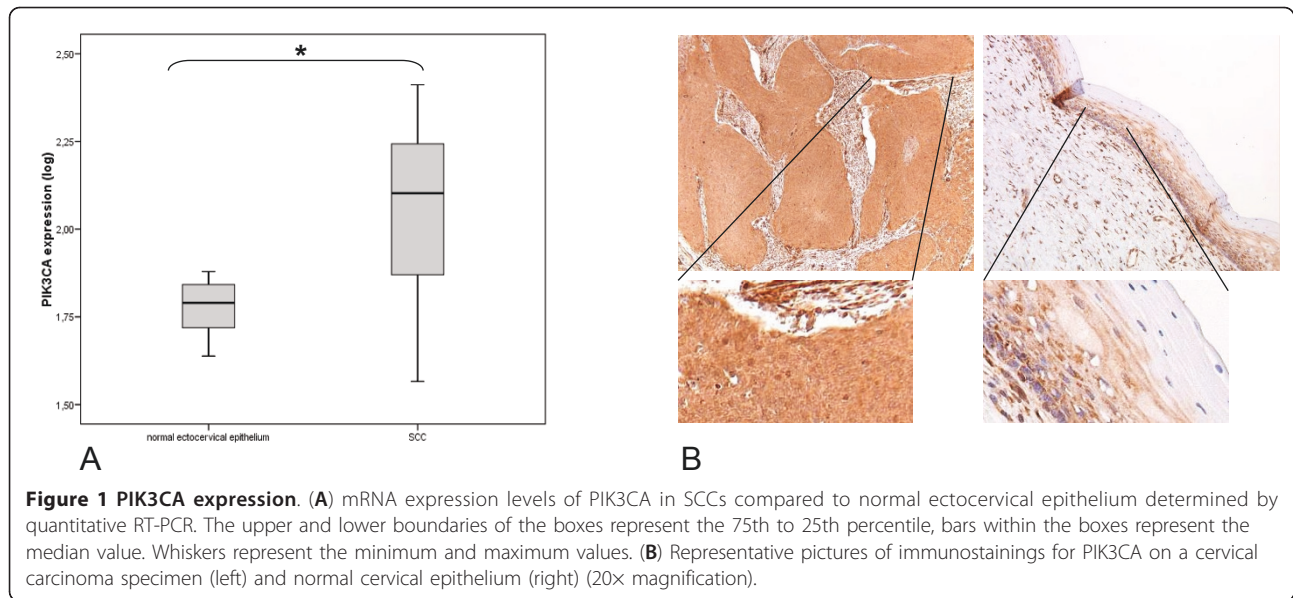 *
B
2,50
2,25
2,00
1,75
1,50
PIK3CA expression (log)
normal ectocervical epithelium
SCC
A
B
Figure 1 PIK3CA expression. (A) mRNA expression levels of PIK3CA in SCCs compared to normal ectocervical epithelium determined by
quantitative RT-PCR. The upper and lower boundaries of the boxes represent the 75th to 25th percentile, bars within the boxes represent the
median value. Whiskers represent the minimum and maximum values. (B) Representative pictures of immunostainings for PIK3CA on a cervical
carcinoma specimen (left) and normal cervical epithelium (right) (20× magnification).